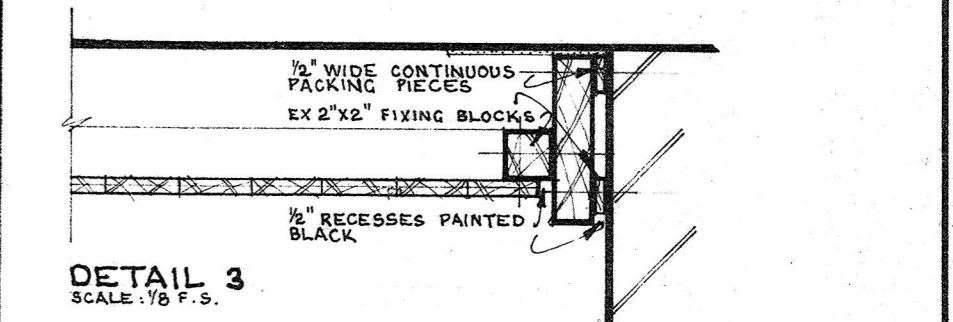 1/2" WIDE CONTINUOUS
PACKING PIECES
EX 2"X2" FIXING BLOCKS
1/2" RECESSES PAINTED
BLACK
DETAIL 3
SCALE: 1/8 F.S.